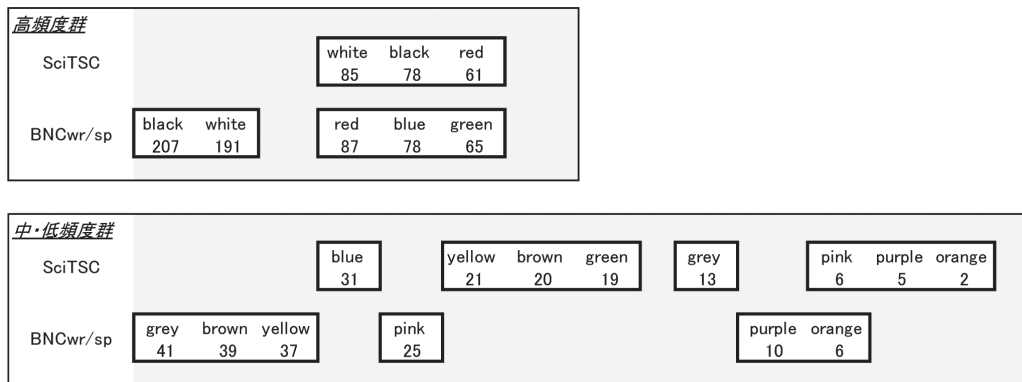 高頻度群
SciTSC
white black red
85 78 61
BNCwr/sp
black white red blue green
207 191 87 78 65
中・低頻度群
SciTSC
blue yellow brown green grey pink purple orange
31 21 20 19 13 6 5 2
BNCwr/sp
grey brown yellow pink purple orange
41 39 37 25 10 6